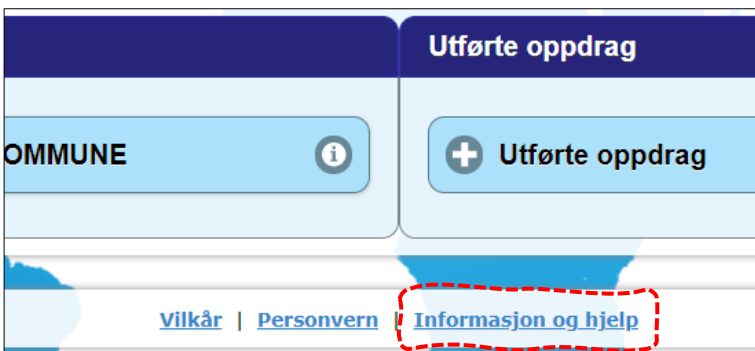 Utførte oppdrag
OMMUNE
Utførte oppdrag
Vilkår | Personvern | Informasjon og hjelp